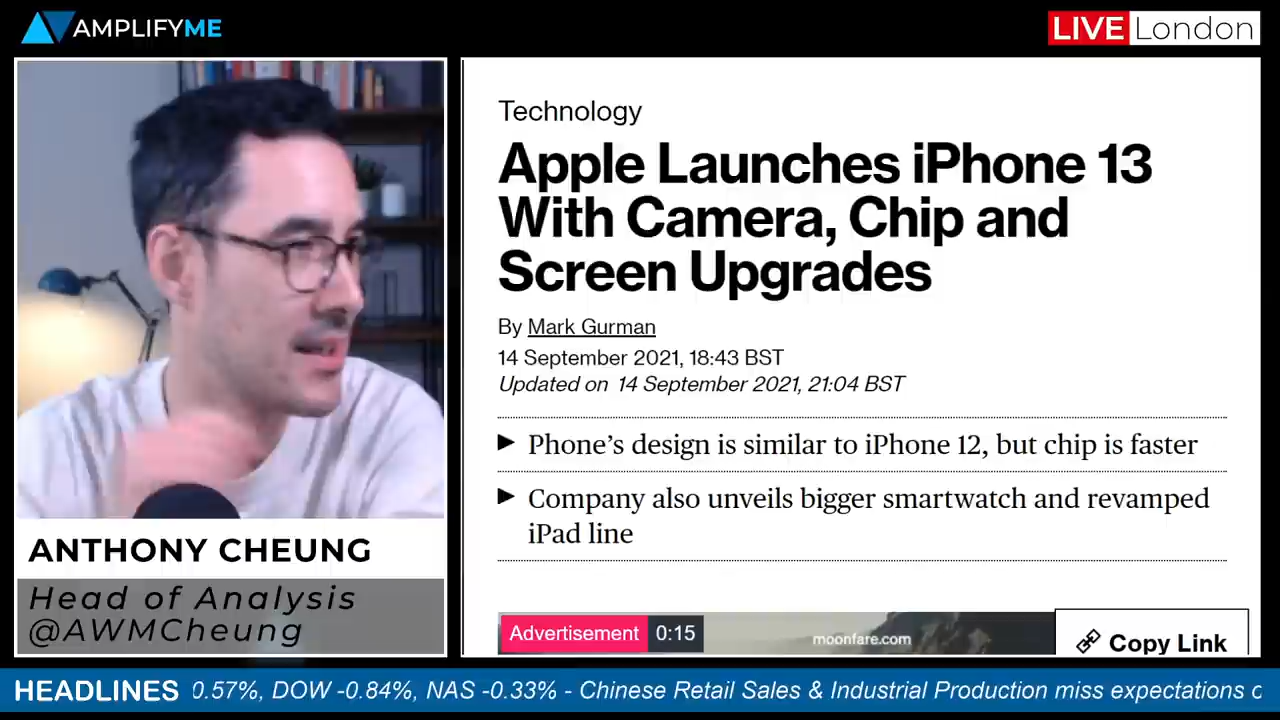 AMPLIFYME
LIVE London
Technology
Apple Launches iPhone 13
With Camera, Chip and
Screen Upgrades
By Mark Gurman
14 September 2021, 18:43 BST
Updated on 14 September 2021, 21:04 BST
Phone's design is similar to iPhone 12, but chip is faster
Company also unveils bigger smartwatch and revamped
iPad line
Advertisement 0:15
moonfare.com
Copy Link
ANTHONY CHEUNG
Head of Analysis
@AWMCheung
HEADLINES 0.57%, DOW -0.84%, NAS -0.33% - Chinese Retail Sales & Industrial Production miss expectations